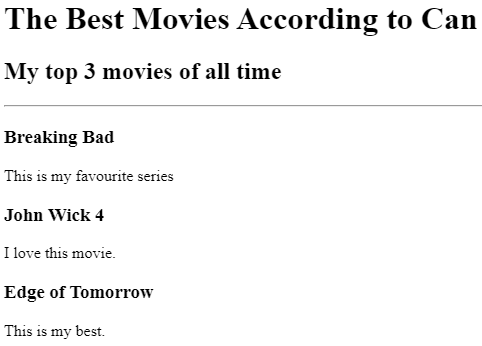 The Best Movies According to Can
My top 3 movies of all time
Breaking Bad
This is my favourite series
John Wick 4
I love this movie.
Edge of Tomorrow
This is my best.